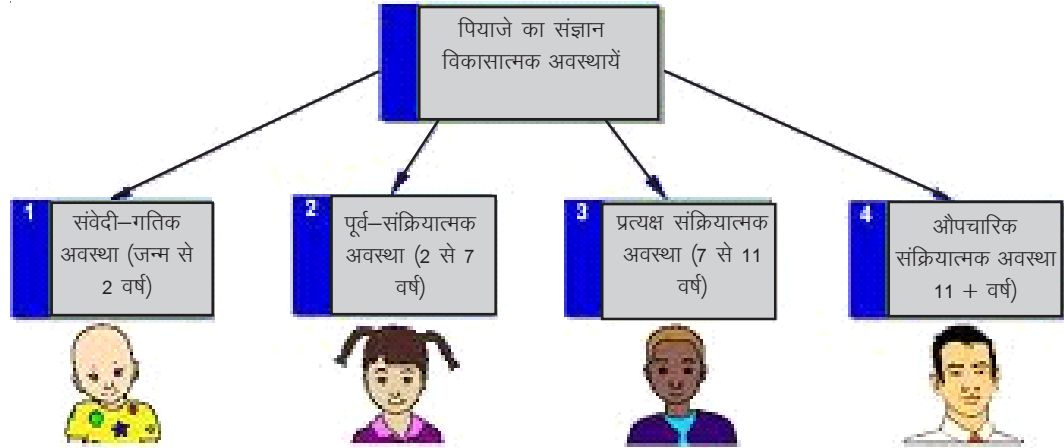 पियाजे का संज्ञान
विकासात्मक अवस्थायें
1
संवेदी–गतिक
अवस्था (जन्म से
2 वर्ष)
2
पूर्व–संक्रियात्मक
अवस्था (2 से 7
वर्ष)
3
प्रत्यक्ष संक्रियात्मक
अवस्था (7 से 11
वर्ष)
4
औपचारिक
संक्रियात्मक अवस्था
11 + वर्ष)